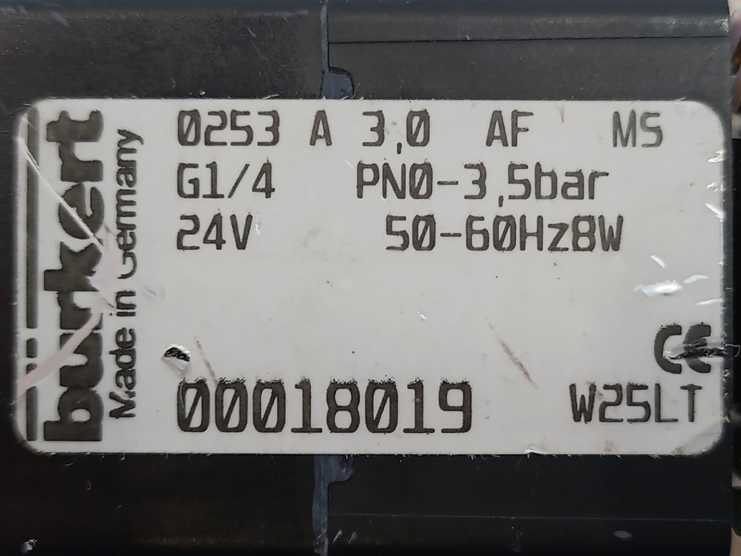 bürkert
Made in Germany
0253 A 3,0 AF MS
G1/4 PN0-3,5bar
24V 50-60Hz8W
CE
00018019 W25LT